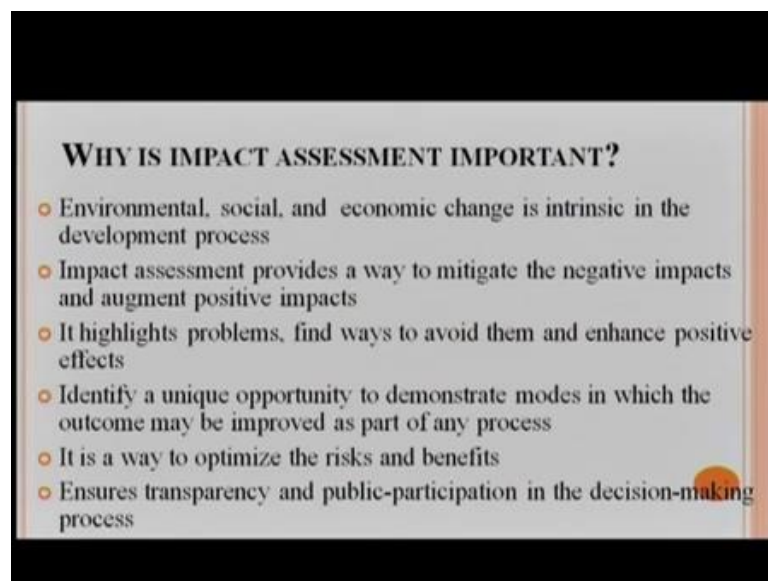 WHY IS IMPACT ASSESSMENT IMPORTANT?
Environmental, social, and economic change is intrinsic in the
development process
Impact assessment provides a way to mitigate the negative impacts
and augment positive impacts
It highlights problems, find ways to avoid them and enhance positive
effects
Identify a unique opportunity to demonstrate modes in which the
outcome may be improved as part of any process
It is a way to optimize the risks and benefits
Ensures transparency and public-participation in the decision-making
process